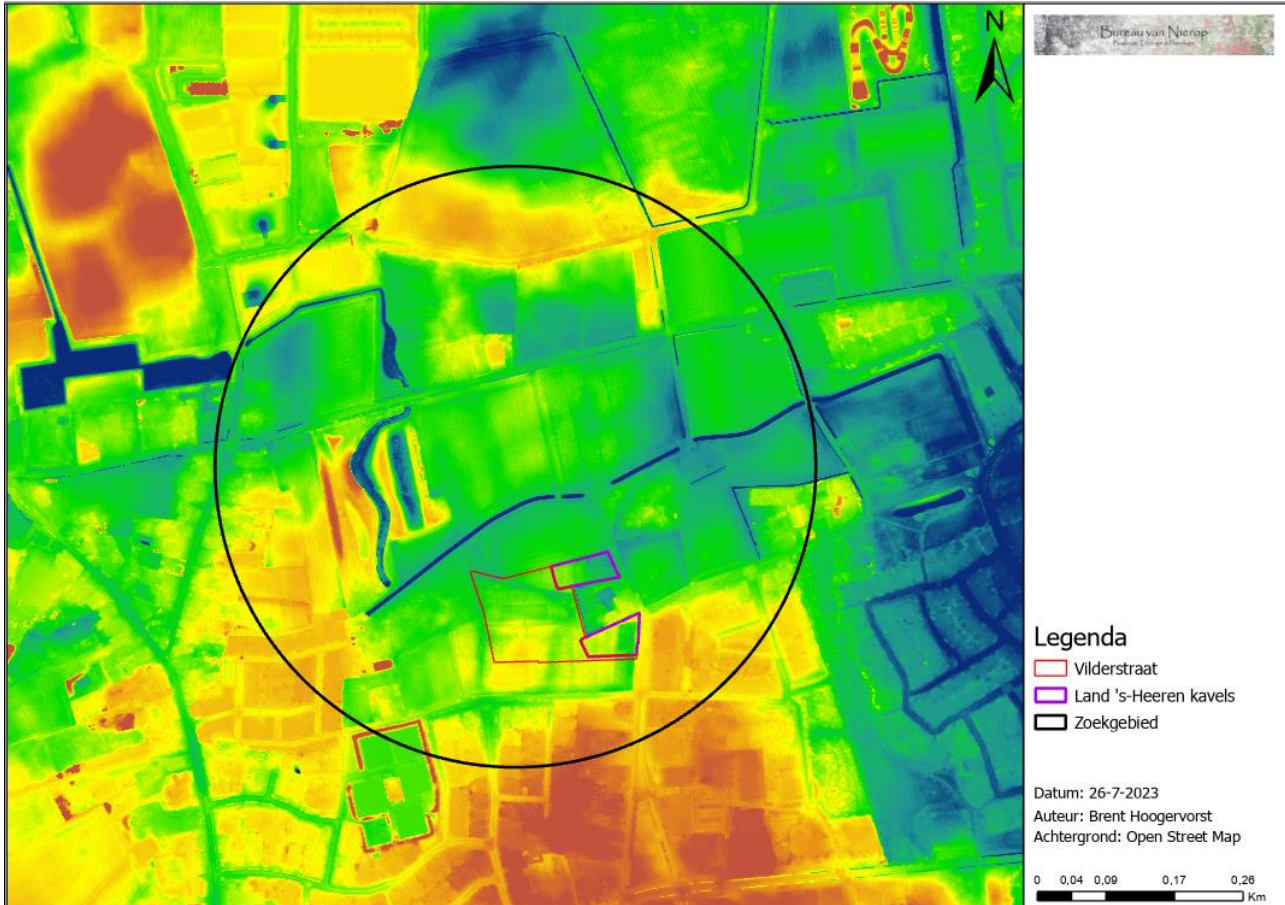 N
Bureau van Nierop
Legenda
Vilderstraat
Land 's-Heeren kavels
Zoekgebied
Datum: 26-7-2023
Auteur: Brent Hoogervorst
Achtergrond: Open Street Map
0 0,04 0,09 0,17 0,26
Km